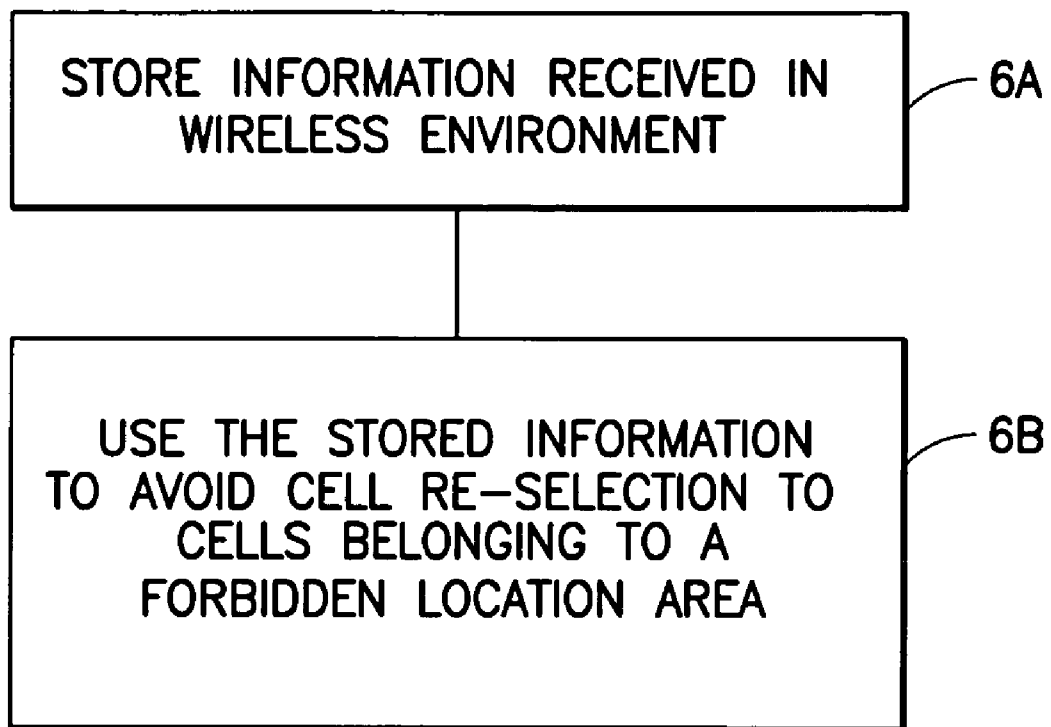 STORE INFORMATION RECEIVED IN
WIRELESS ENVIRONMENT
6A
USE THE STORED INFORMATION
TO AVOID CELL RE-SELECTION TO
CELLS BELONGING TO A
FORBIDDEN LOCATION AREA
6B